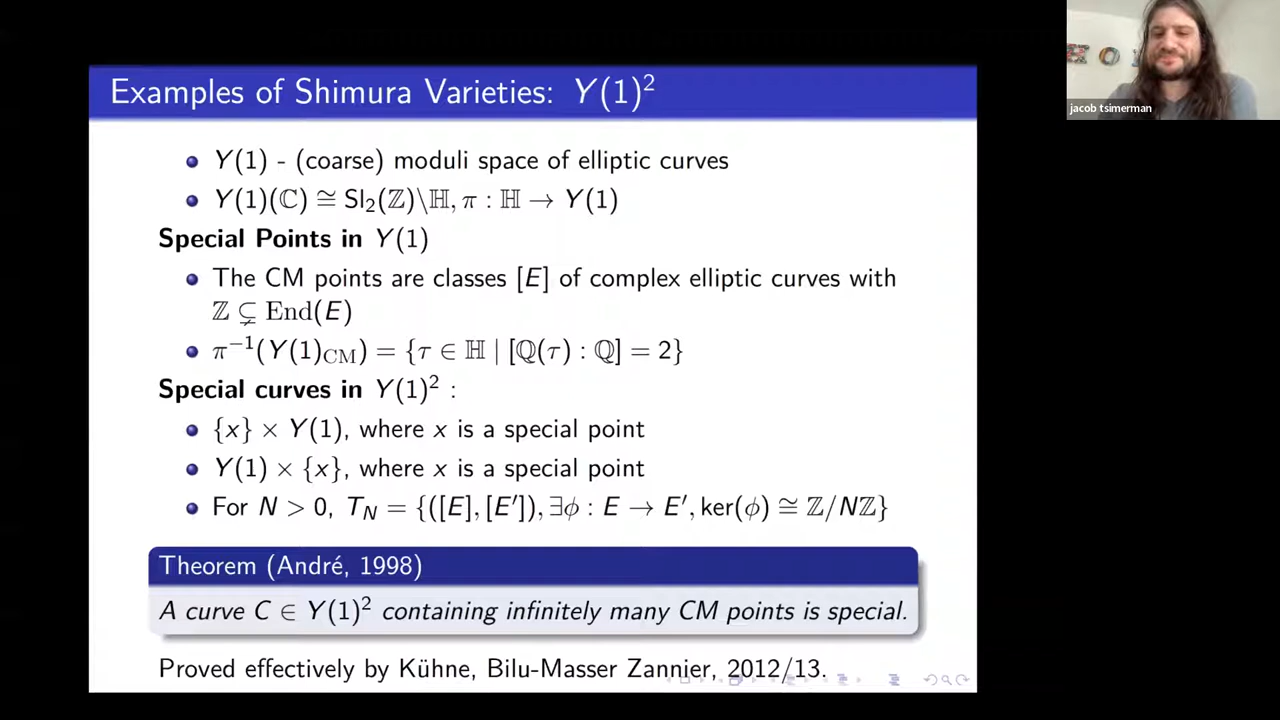 Examples of Shimura Varieties: Y(1)²
Y(1) - (coarse) moduli space of elliptic curves
Y(1)(ℂ) ≅ Sl₂(ℤ)\ℍ, π : ℍ → Y(1)
Special Points in Y(1)
The CM points are classes [E] of complex elliptic curves with
ℤ ⊊ End(E)
π⁻¹(Y(1)_CM) = {τ ∈ ℍ | [ℚ(τ) : ℚ] = 2}
Special curves in Y(1)² :
{x} × Y(1), where x is a special point
Y(1) × {x}, where x is a special point
For N > 0, T_N = {([E], [E′]), ∃ϕ : E → E′, ker(ϕ) ≅ ℤ/Nℤ}
Theorem (André, 1998)
A curve C ∈ Y(1)² containing infinitely many CM points is special.
Proved effectively by Kühne, Bilu-Masser Zannier, 2012/13.
jacob tsimerman